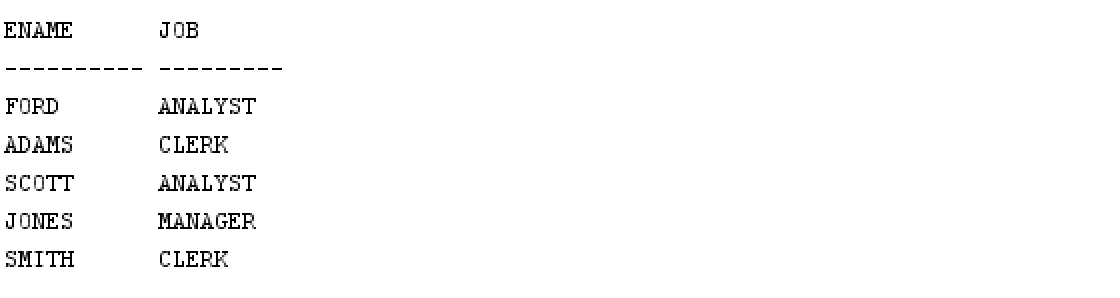 ENAME      JOB
---------- ---------
FORD       ANALYST
ADAMS      CLERK
SCOTT      ANALYST
JONES      MANAGER
SMITH      CLERK